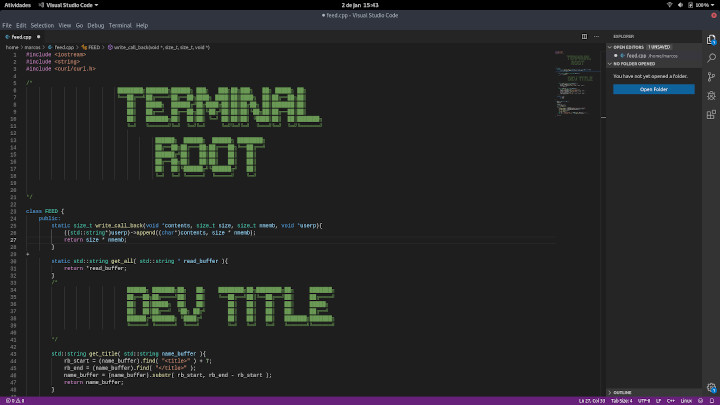 Atividades Visual Studio Code 2 de jan 15:43 100%
feed.cpp - Visual Studio Code
File Edit Selection View Go Debug Terminal Help
feed.cpp EXPLORER
home › marcos › feed.cpp › FEED › write_call_back(void *, size_t, size_t, void *)
OPEN EDITORS 1 UNSAVED
feed.cpp /home/marcos
NO FOLDER OPENED
You have not yet opened a folder.
Open Folder
1 #include <iostream>
2 #include <string>
3 #include <curl/curl.h>
4
5 /*
6
7
8
9
10
11
12
13
14
15
16
17
18
19
20
21 */
22
23 class FEED {
24 public:
25 static size_t write_call_back(void *contents, size_t size, size_t nmemb, void *userp){
26 ((std::string*)userp)->append((char*)contents, size * nmemb);
27 return size * nmemb;
28 }
29
30 static std::string get_all( std::string * read_buffer ){
31 return *read_buffer;
32 }
33 /*
34
35 DEV TITLE
36
37
38
39
40
41 */
42
43 std::string get_title( std::string name_buffer ){
44 rb_start = (name_buffer).find( "<title>" ) + 7;
45 rb_end = (name_buffer).find( "</title>" );
46 name_buffer = (name_buffer).substr( rb_start, rb_end - rb_start );
47 return name_buffer;
48 }
TERMINAL
ROOT
OUTLINE
0 0 Ln 27, Col 33 Tab Size: 4 UTF-8 LF C++ Linux